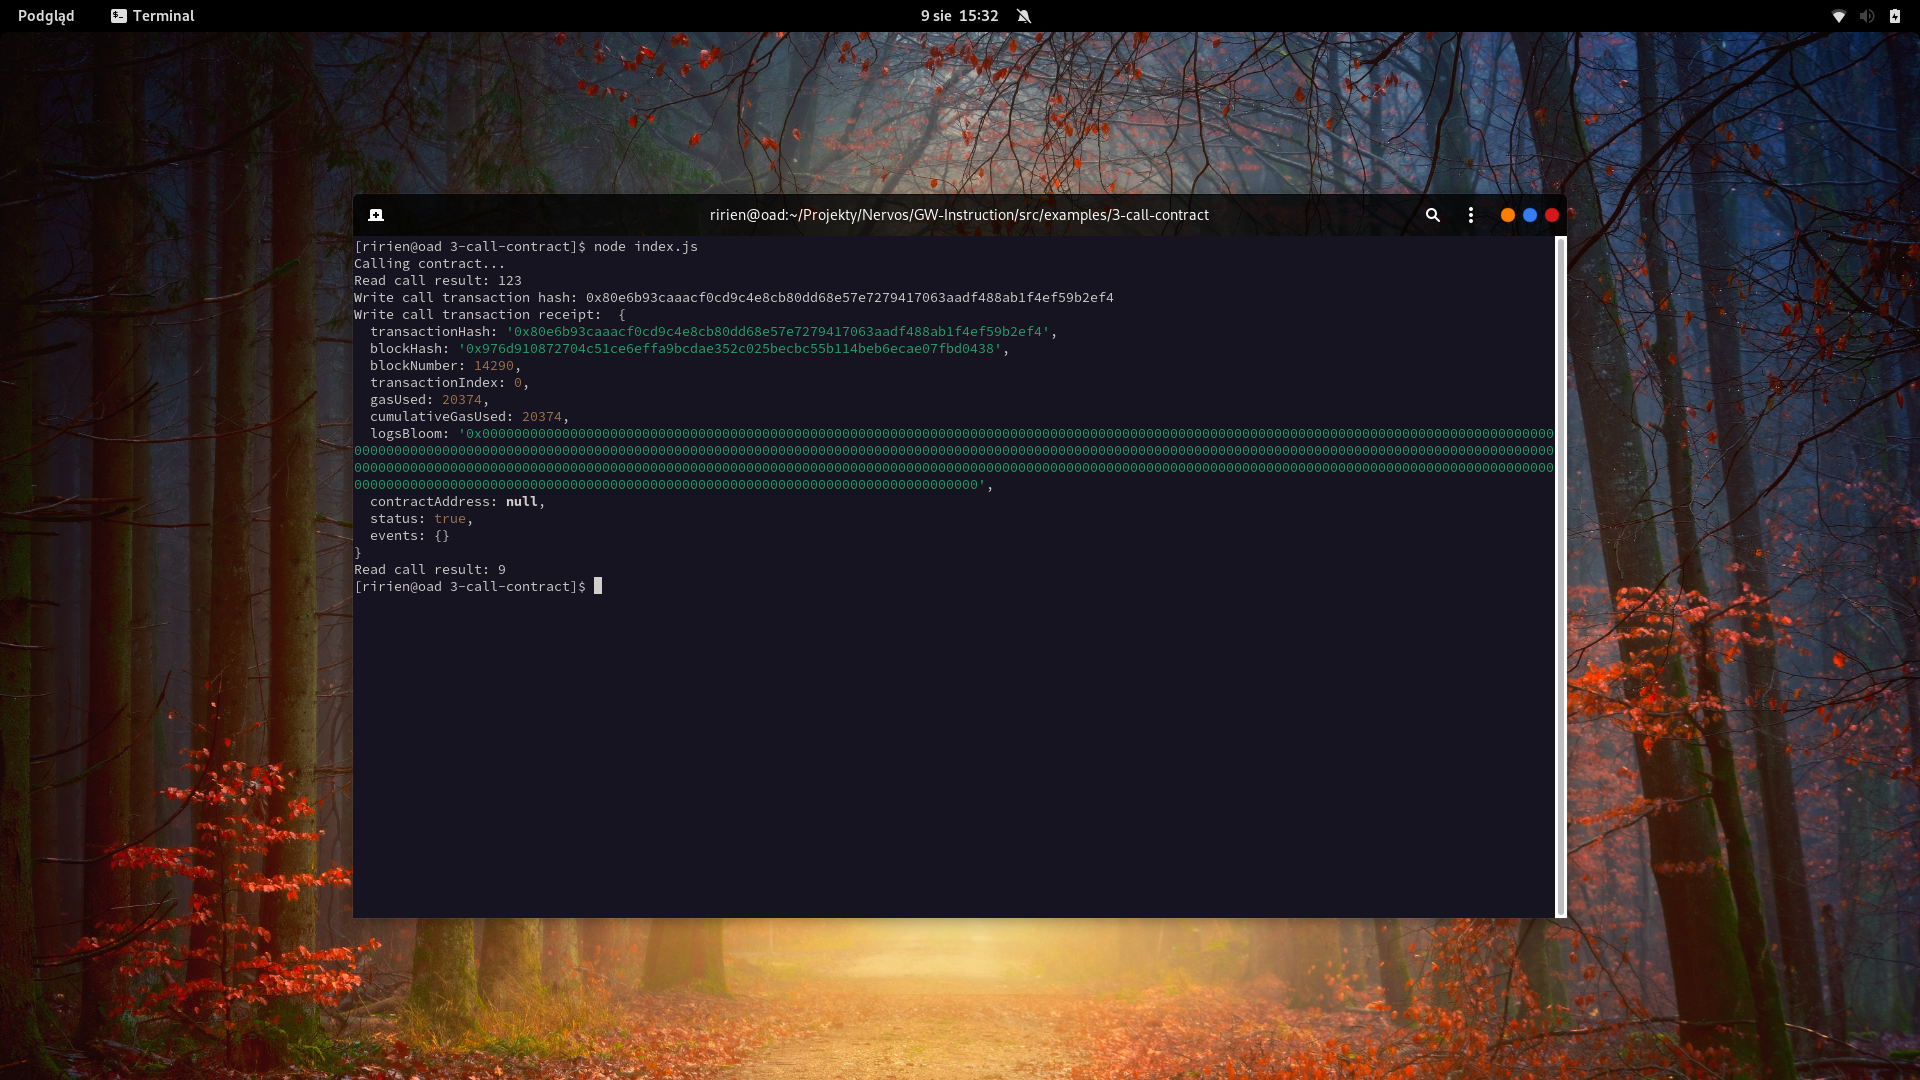 Podgląd Terminal 9 sie 15:32
ririen@oad:~/Projekty/Nervos/GW-Instruction/src/examples/3-call-contract
[ririen@oad 3-call-contract]$ node index.js
Calling contract...
Read call result: 123
Write call transaction hash: 0x80e6b93caaacf0cd9c4e8cb80dd68e57e7279417063aadf488ab1f4ef59b2ef4
Write call transaction receipt:  {
  transactionHash: '0x80e6b93caaacf0cd9c4e8cb80dd68e57e7279417063aadf488ab1f4ef59b2ef4',
  blockHash: '0x976d910872704c51ce6effa9bcdae352c025becbc55b114beb6ecae07fbd0438',
  blockNumber: 14290,
  transactionIndex: 0,
  gasUsed: 20374,
  cumulativeGasUsed: 20374,
  logsBloom:
  contractAddress: null,
  status: true,
  events: {}
}
Read call result: 9
[ririen@oad 3-call-contract]$